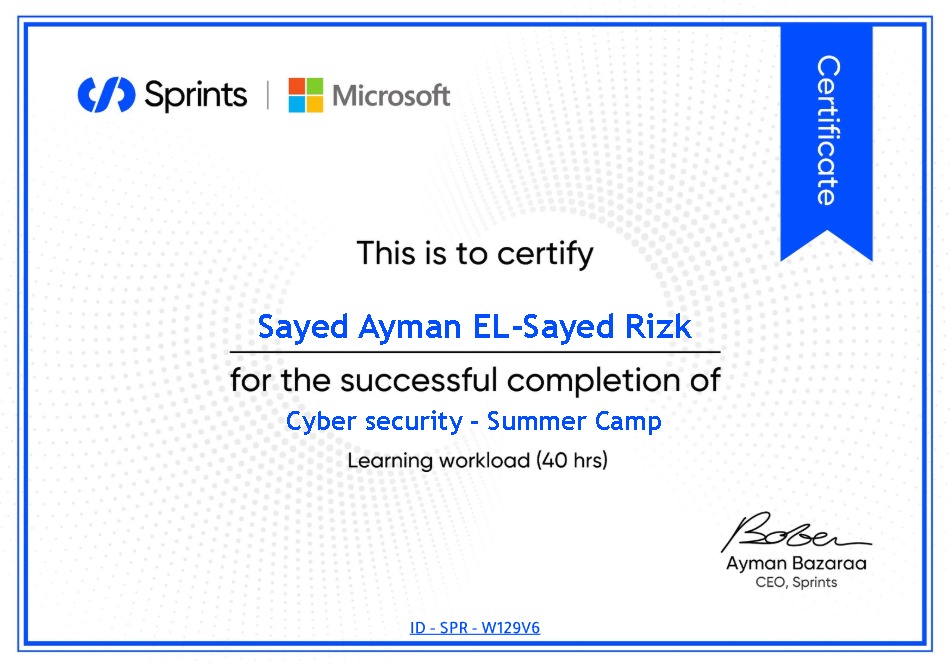 Sprints | Microsoft
Certificate
This is to certify
Sayed Ayman EL-Sayed Rizk
for the successful completion of
Cyber security - Summer Camp
Learning workload (40 hrs)
Ayman Bazaraa
CEO, Sprints
ID - SPR - W129V6